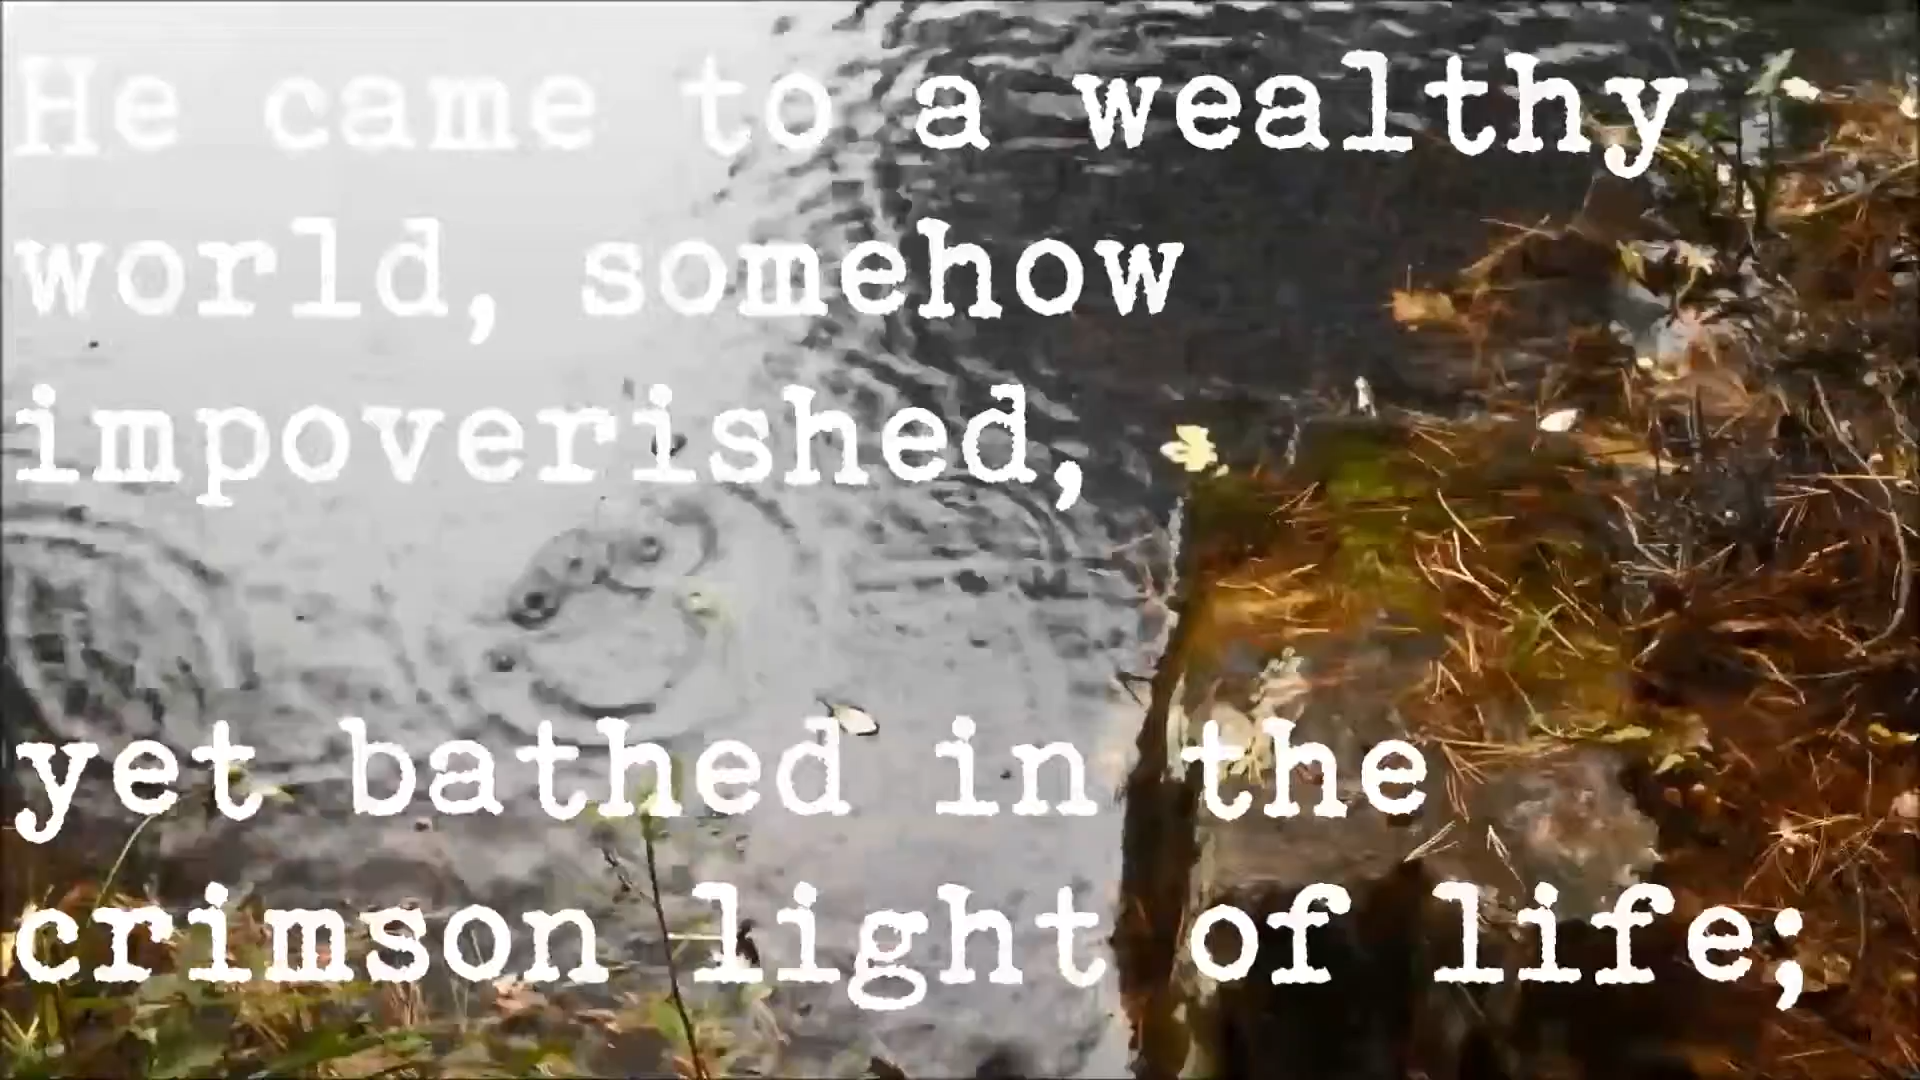 He came to a wealthy
world, somehow
impoverished,
yet bathed in the
crimson light of life;